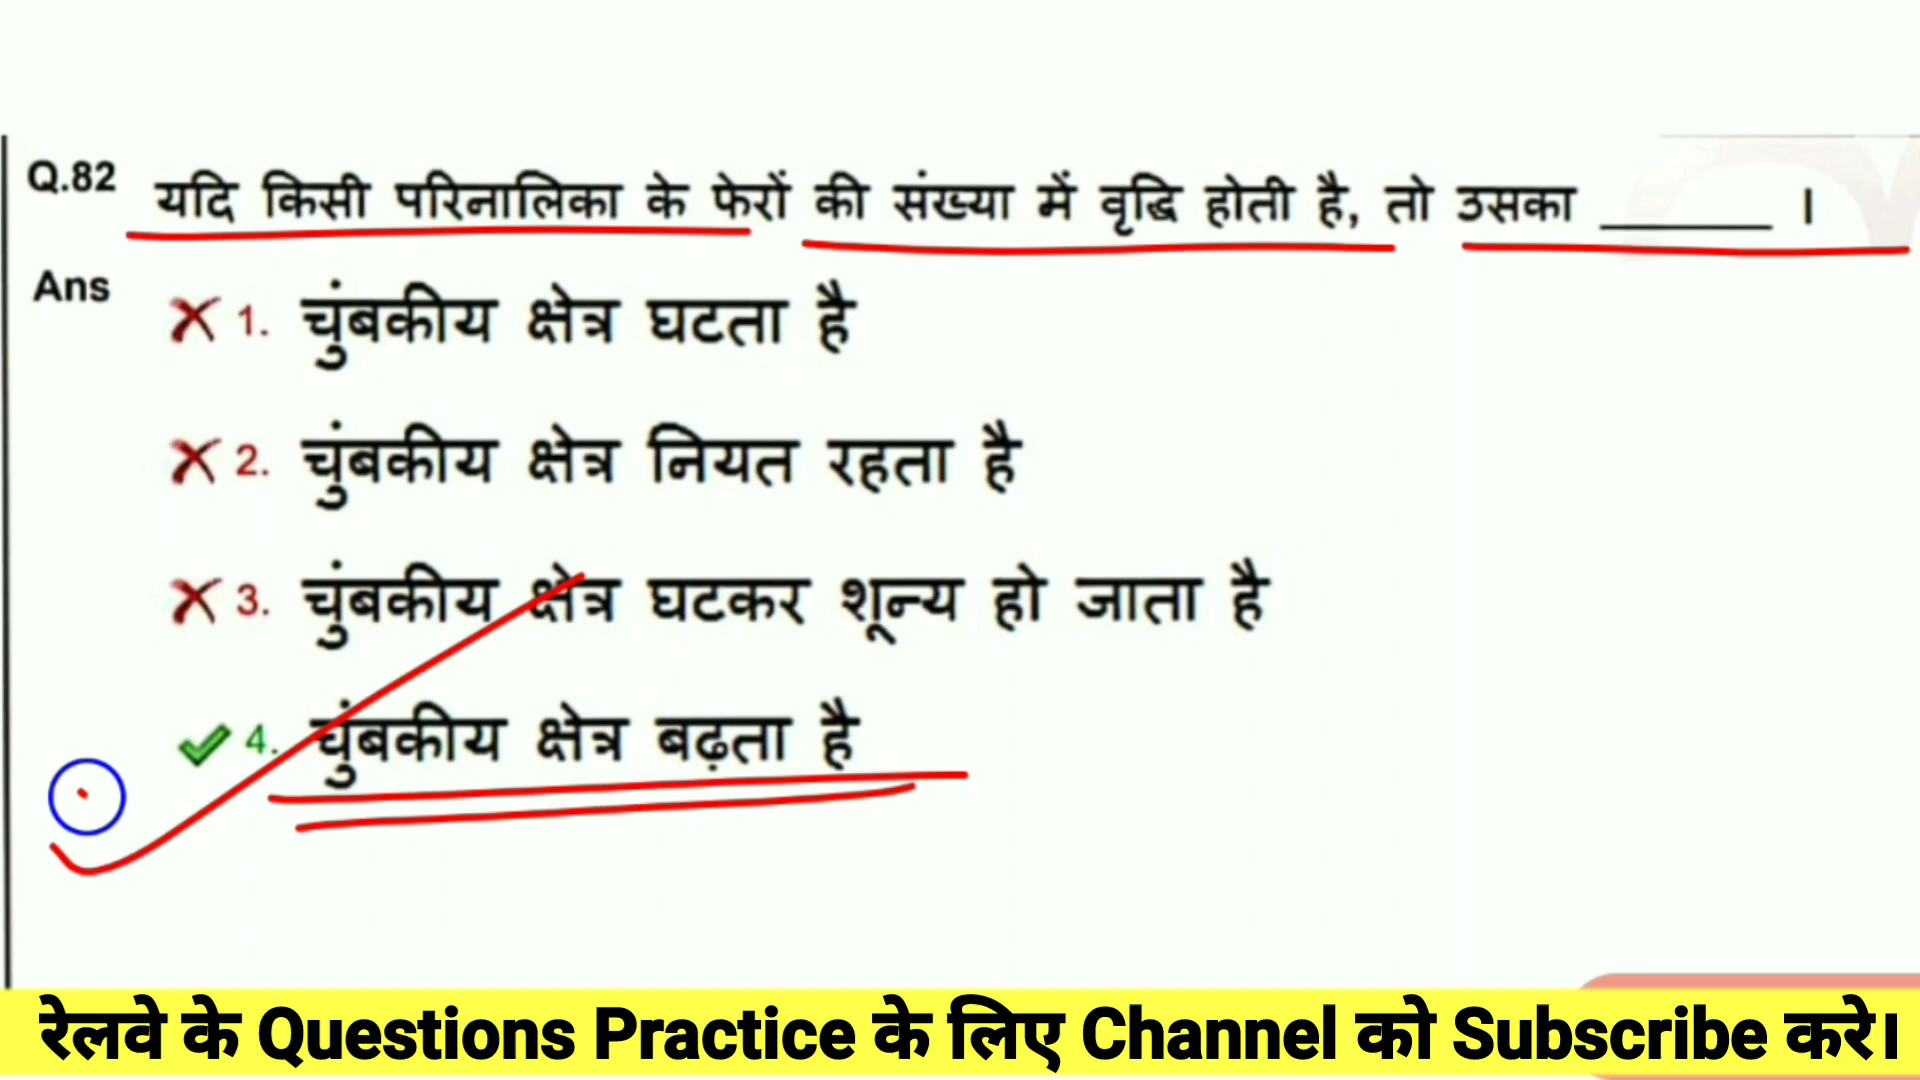 Q.82 यदि किसी परिनालिका के फेरों की संख्या में वृद्धि होती है, तो उसका ________ ।
Ans 1. चुंबकीय क्षेत्र घटता है
2. चुंबकीय क्षेत्र नियत रहता है
3. चुंबकीय क्षेत्र घटकर शून्य हो जाता है
4. चुंबकीय क्षेत्र बढ़ता है
रेलवे के Questions Practice के लिए Channel को Subscribe करे।